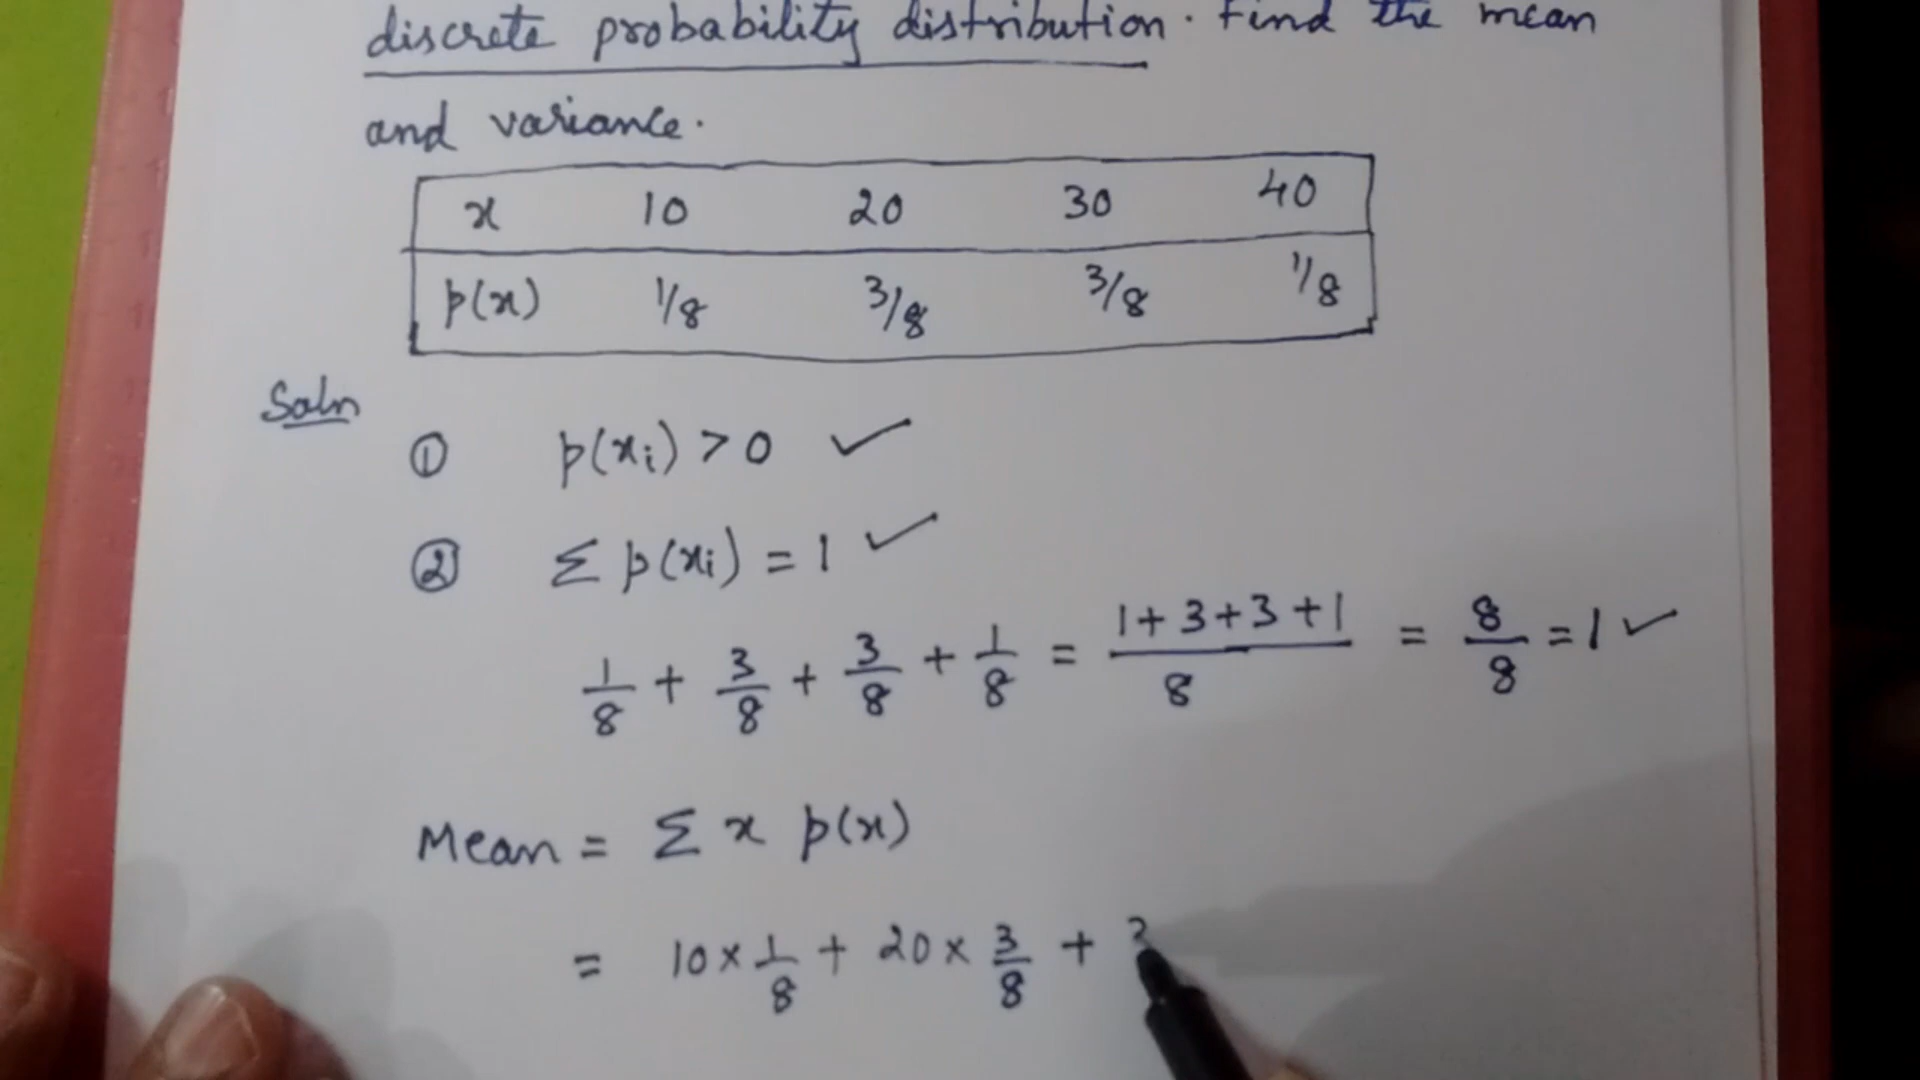 discrete probability distribution. Find the mean
and variance.
x 10 20 30 40
p(x) 1/8 3/8 3/8 1/8
Soln
① p(xi) > 0 ✓
② Σ p(xi) = 1 ✓
1/8 + 3/8 + 3/8 + 1/8 = (1+3+3+1)/8 = 8/8 = 1 ✓
Mean = Σ x p(x)
= 10 × 1/8 + 20 × 3/8 +